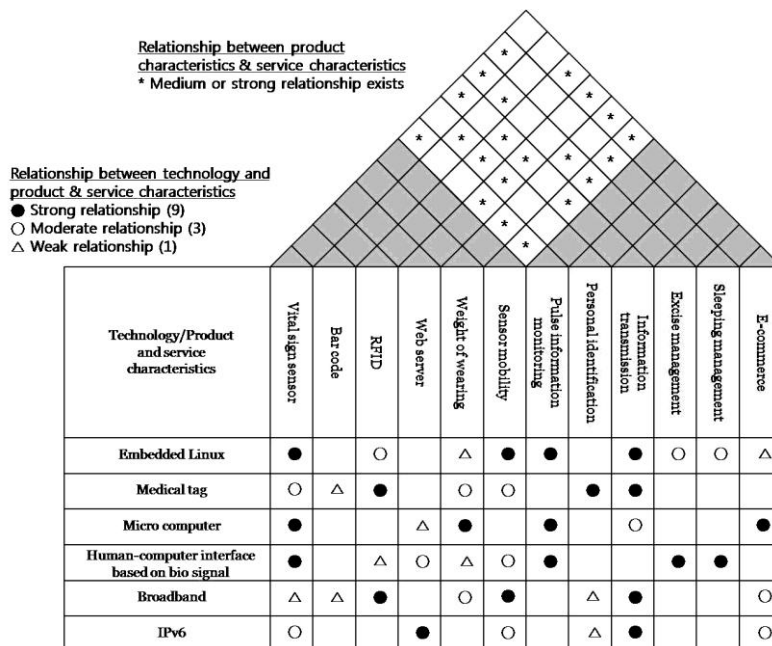 Relationship between product
characteristics & service characteristics
* Medium or strong relationship exists
Relationship between technology and
product & service characteristics
● Strong relationship (9)
○ Moderate relationship (3)
△ Weak relationship (1)
Technology/Product
and service
characteristics
Vital sign sensor
Bar code
RFID
Web server
Weight of wearing
Sensor mobility
Pulse information
monitoring
Personal identification
Information
transmission
Excise management
Sleeping management
E-commerce
Embedded Linux
Medical tag
Micro computer
Human-computer interface
based on bio signal
Broadband
IPv6